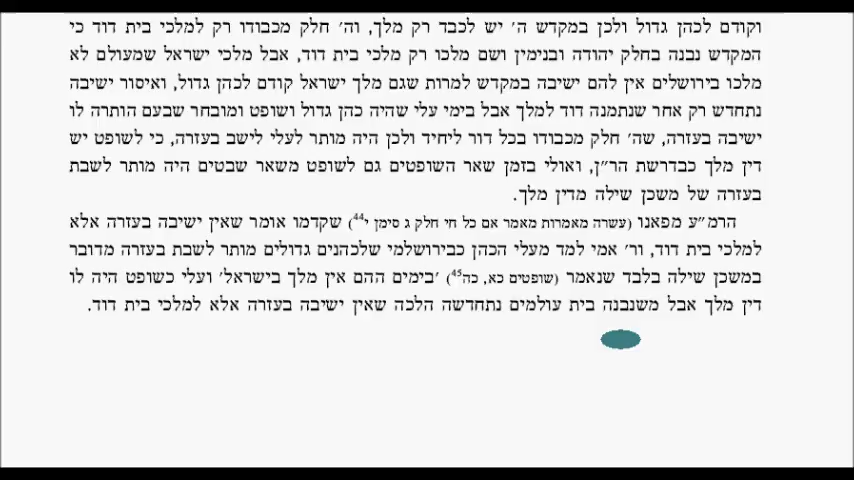 וקודם לכהן גדול ולכן במקדש ה׳ יש לכבד רק מלך, וה׳ חלק מכבודו רק למלכי בית דוד כי
המקדש נבנה בחלק יהודה ובנימין ושם מלכו רק מלכי בית דוד, אבל מלכי ישראל שמעולם לא
מלכו בירושלים אין להם ישיבה במקדש למרות שגם מלך ישראל קודם לכהן גדול, ואיסור ישיבה
נתחדש רק אחר שנתמנה דוד למלך אבל בימי עלי שהיה כהן גדול ושופט ומובחר שבעם הותרה לו
ישיבה בעזרה, שה׳ חלק מכבודו בכל דור ליחיד ולכן היה מותר לעלי לישב בעזרה, כי לשופט יש
דין מלך כבדרשת הר״ן, ואולי בזמן שאר השופטים גם לשופט משאר שבטים היה מותר לשבת
בעזרה של משכן שילה מדין מלך.
הרמ״ע מפאנו (עשרה מאמרות מאמר אם כל חי חלק ג סימן י44) שקדמו אומר שאין ישיבה בעזרה אלא
למלכי בית דוד, ור׳ אמי למד מעלי הכהן כבירושלמי שלכהנים גדולים מותר לשבת בעזרה מדובר
במשכן שילה בלבד שנאמר (שופטים כא, כה45) ׳בימים ההם אין מלך בישראל׳ ועלי כשופט היה לו
דין מלך אבל משנבנה בית עולמים נתחדשה הלכה שאין ישיבה בעזרה אלא למלכי בית דוד.